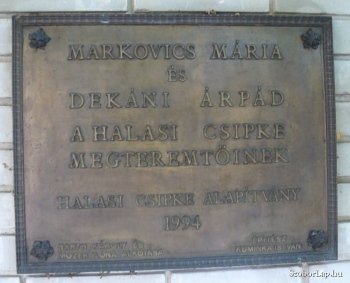 MARKOVICS MÁRIA
ÉS
DEKÁNI ÁRPÁD
A HALASI CSIPKE
MEGTEREMTŐINEK
HALASI CSIPKE ALAPÍTVÁNY
1994
szoborlap.hu